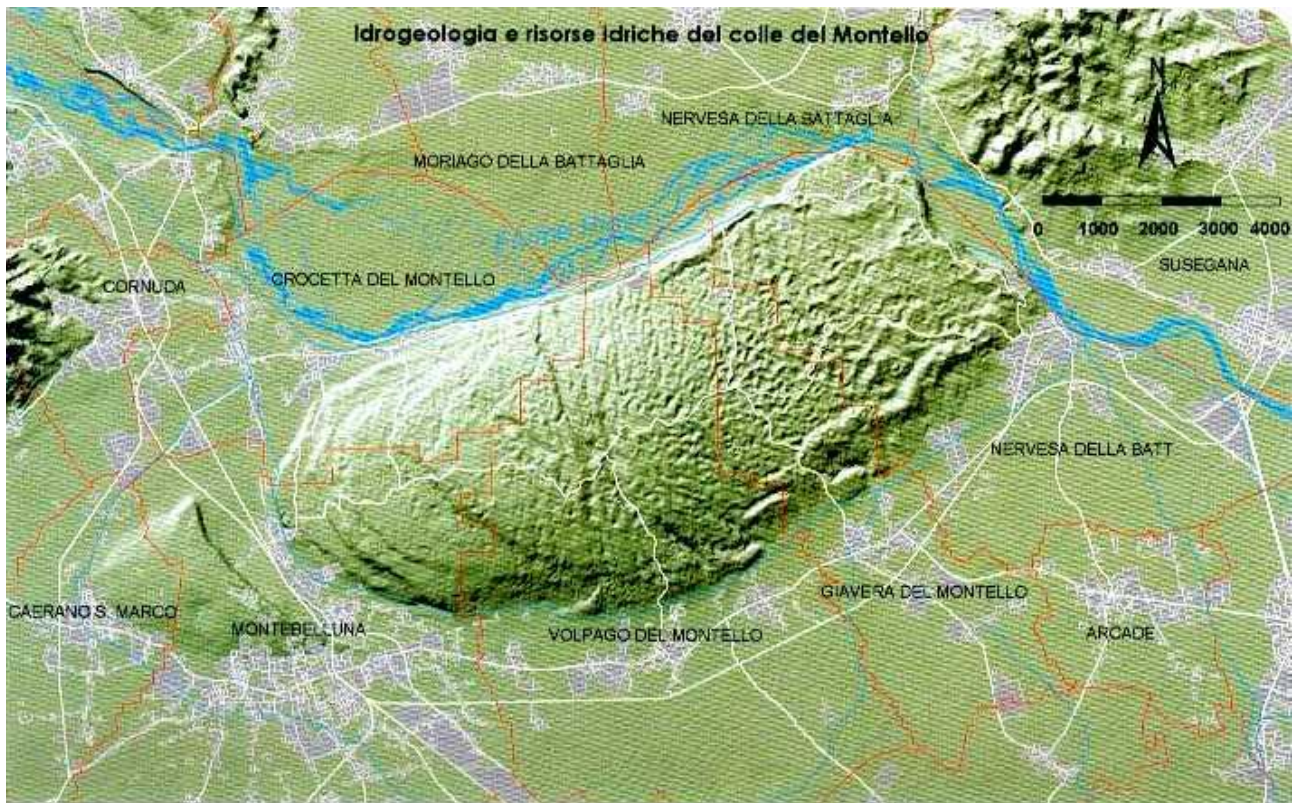 Idrogeologia e risorse idriche del colle del Montello
N
NERVESA DELLA BATTAGLIA
MORIAGO DELLA BATTAGLIA
0 1000 2000 3000 4000
SUSEGANA
CROCETTA DEL MONTELLO
CORNUDA
NERVESA DELLA BATT.
GIAVERA DEL MONTELLO
CAERANO S. MARCO
MONTEBELLUNA
VOLPAGO DEL MONTELLO
ARCADE